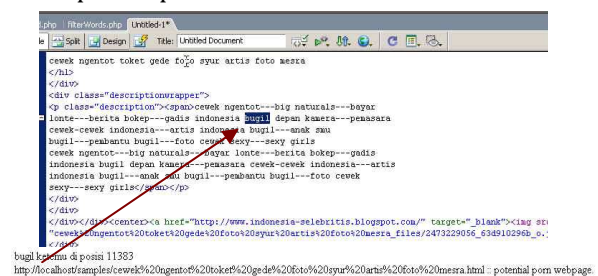 .php filterWords.php Untitled-1*
Split Design Title: Untitled Document
cewek ngentot toket gede foto syur artis foto mesra
</h1>
</div>
<div class="descriptionwrapper">
<p class="description"><span>cewek ngentot---big naturals---bayar
lonte---berita bokep---gadis indonesia bugil depan kamera---pemasara
cewek-cewek indonesia---artis indonesia bugil---anak smu
bugil---pembantu bugil---foto cewek sexy---sexy girls
cewek ngentot---big naturals---bayar lonte---berita bokep---gadis
indonesia bugil depan kamera---pemasara cewek-cewek indonesia---artis
indonesia bugil---anak smu bugil---pembantu bugil---foto cewek
sexy---sexy girls</span></p>
</div>
</div>
</div></div><center><a href="http://www.indonesia-selebritis.blogspot.com/" target="_blank"><img src
"cewek%20ngentot%20toket%20gede%20foto%20syur%20artis%20foto%20mesra_files/2473229056_63d910296b_o.j
</div>
bugil ketemu di posisi 11383
http://localhost/samples/cewek%20ngentot%20toket%20gede%20foto%20syur%20artis%20foto%20mesra.html :: potential porn webpage.